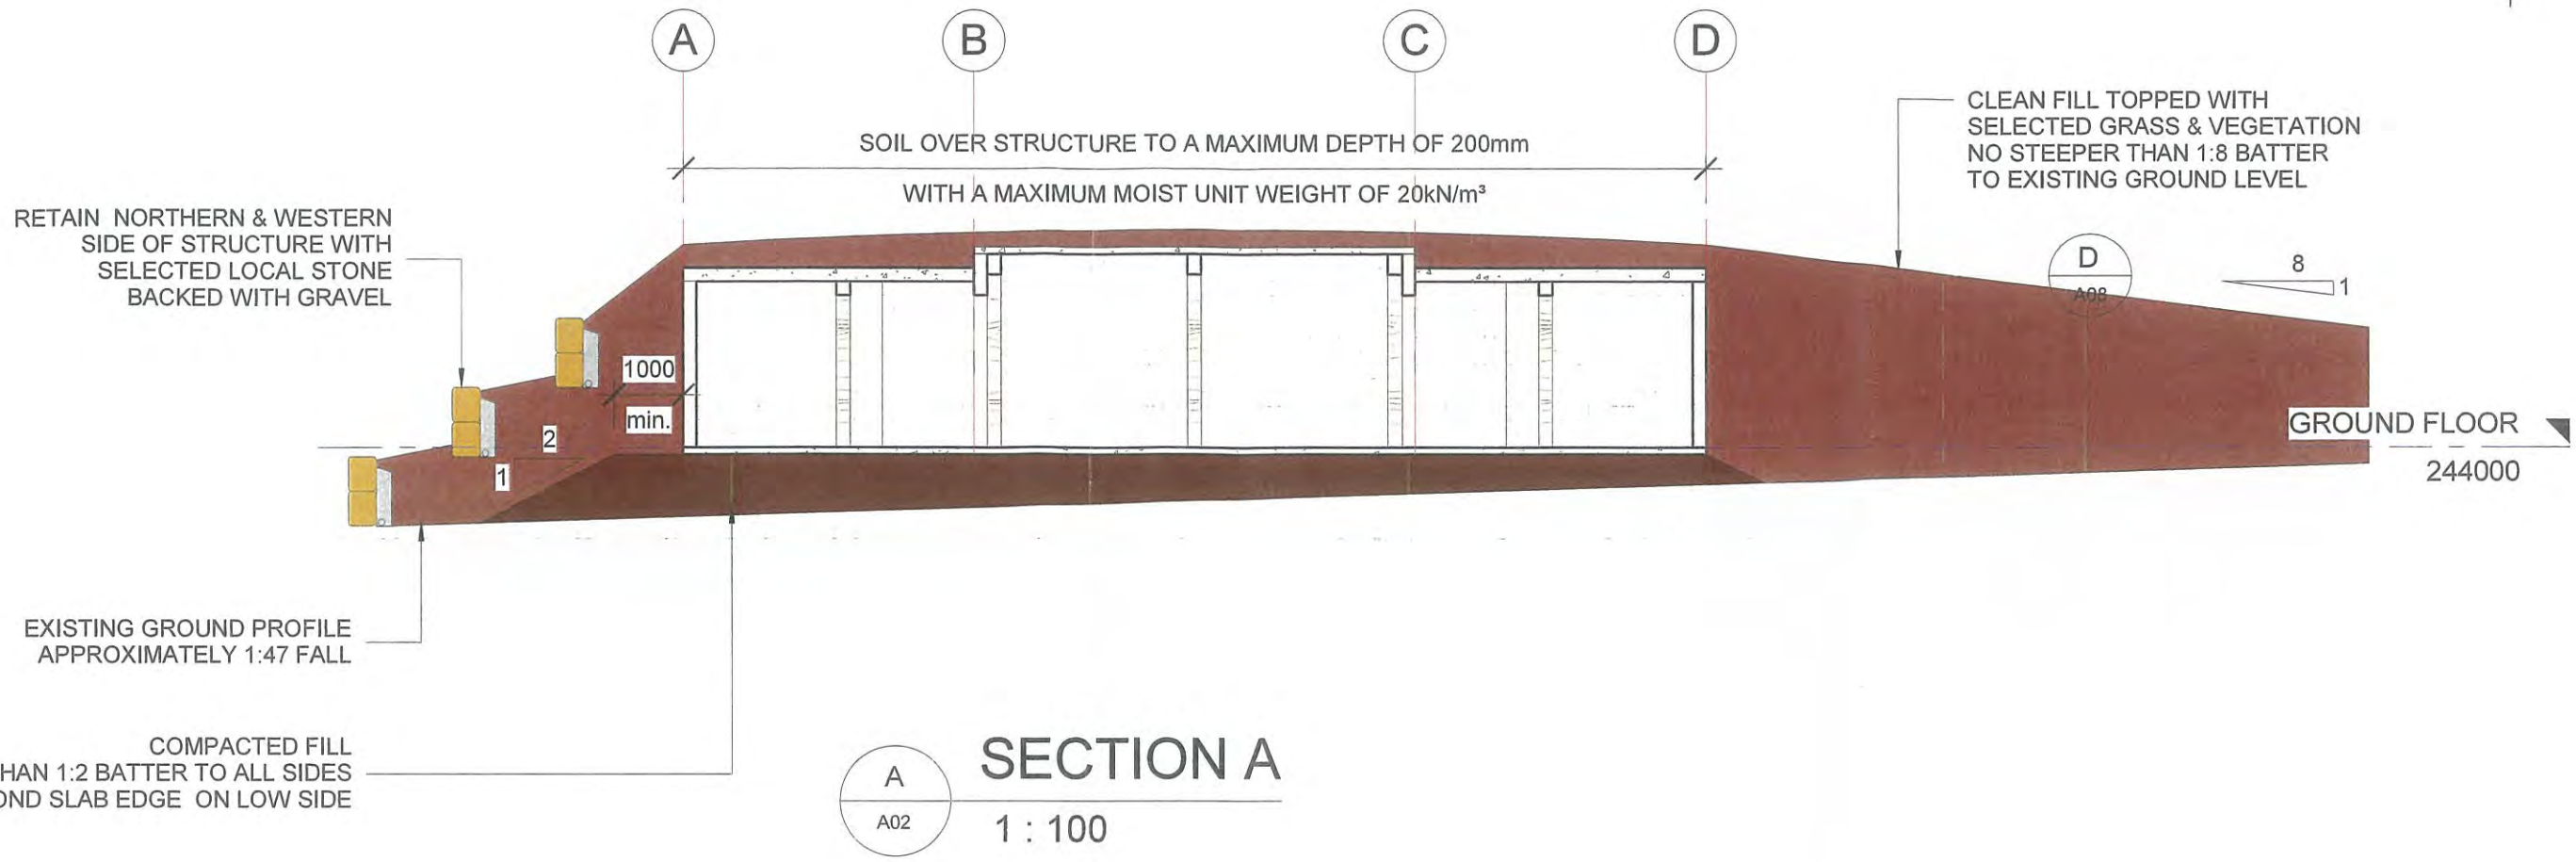 A
B
C
D
SOIL OVER STRUCTURE TO A MAXIMUM DEPTH OF 200mm
WITH A MAXIMUM MOIST UNIT WEIGHT OF 20kN/m³
CLEAN FILL TOPPED WITH
SELECTED GRASS & VEGETATION
NO STEEPER THAN 1:8 BATTER
TO EXISTING GROUND LEVEL
RETAIN NORTHERN & WESTERN
SIDE OF STRUCTURE WITH
SELECTED LOCAL STONE
BACKED WITH GRAVEL
D
A08
8
1
1000
min.
2
1
GROUND FLOOR
244000
EXISTING GROUND PROFILE
APPROXIMATELY 1:47 FALL
COMPACTED FILL
HAN 1:2 BATTER TO ALL SIDES
OND SLAB EDGE ON LOW SIDE
A
A02
SECTION A
1 : 100